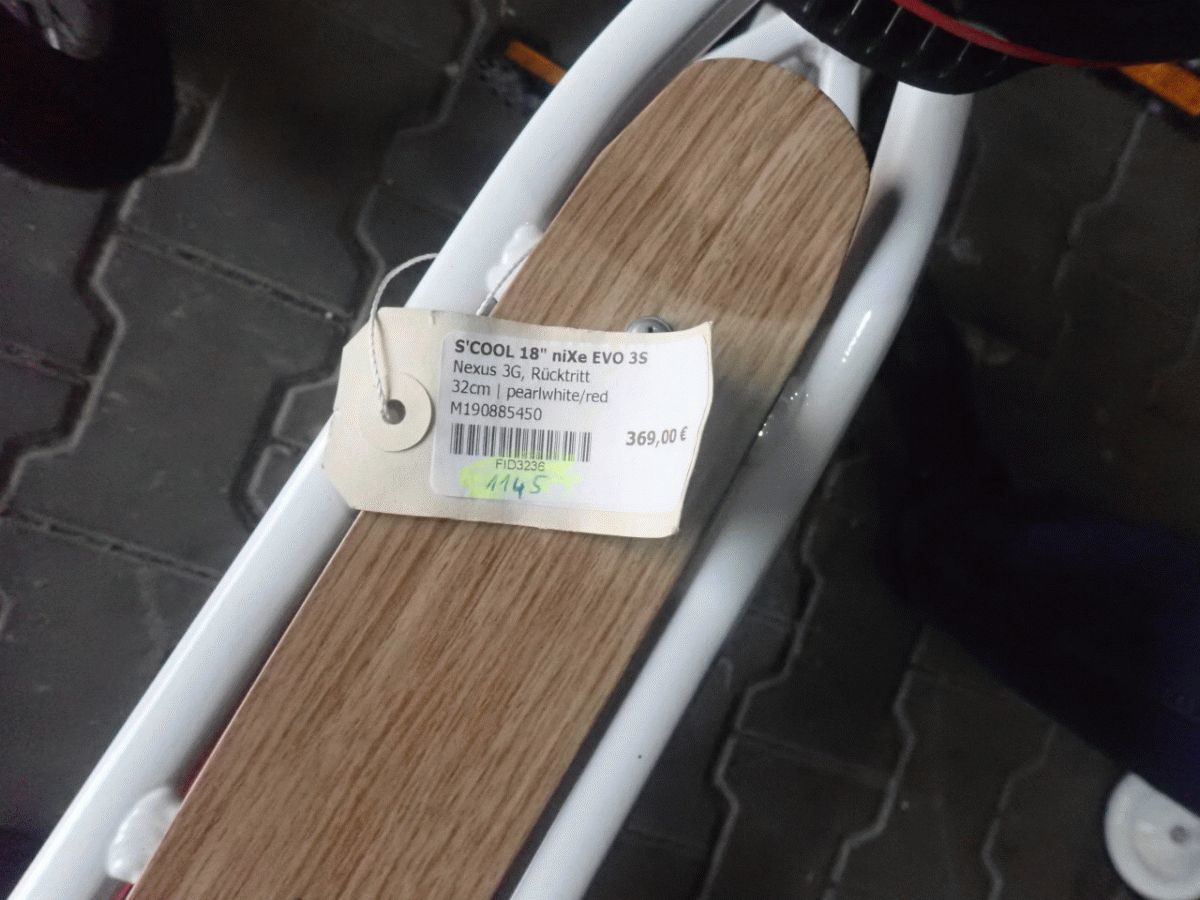 S'COOL 18" niXe EVO 3S
Nexus 3G, Rücktritt
32cm | pearlwhite/red
M190885450
369,00 €
FID3236
1145